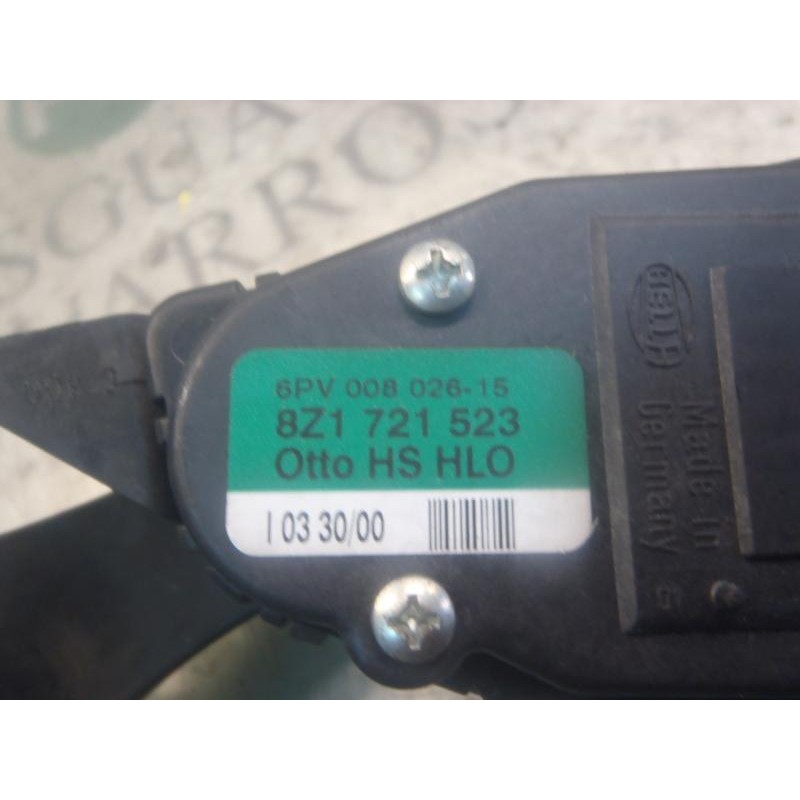 6PV 008 026-15
8Z1 721 523
Otto HS HLO
I 03 30/00
HELLA
Made in
Germany